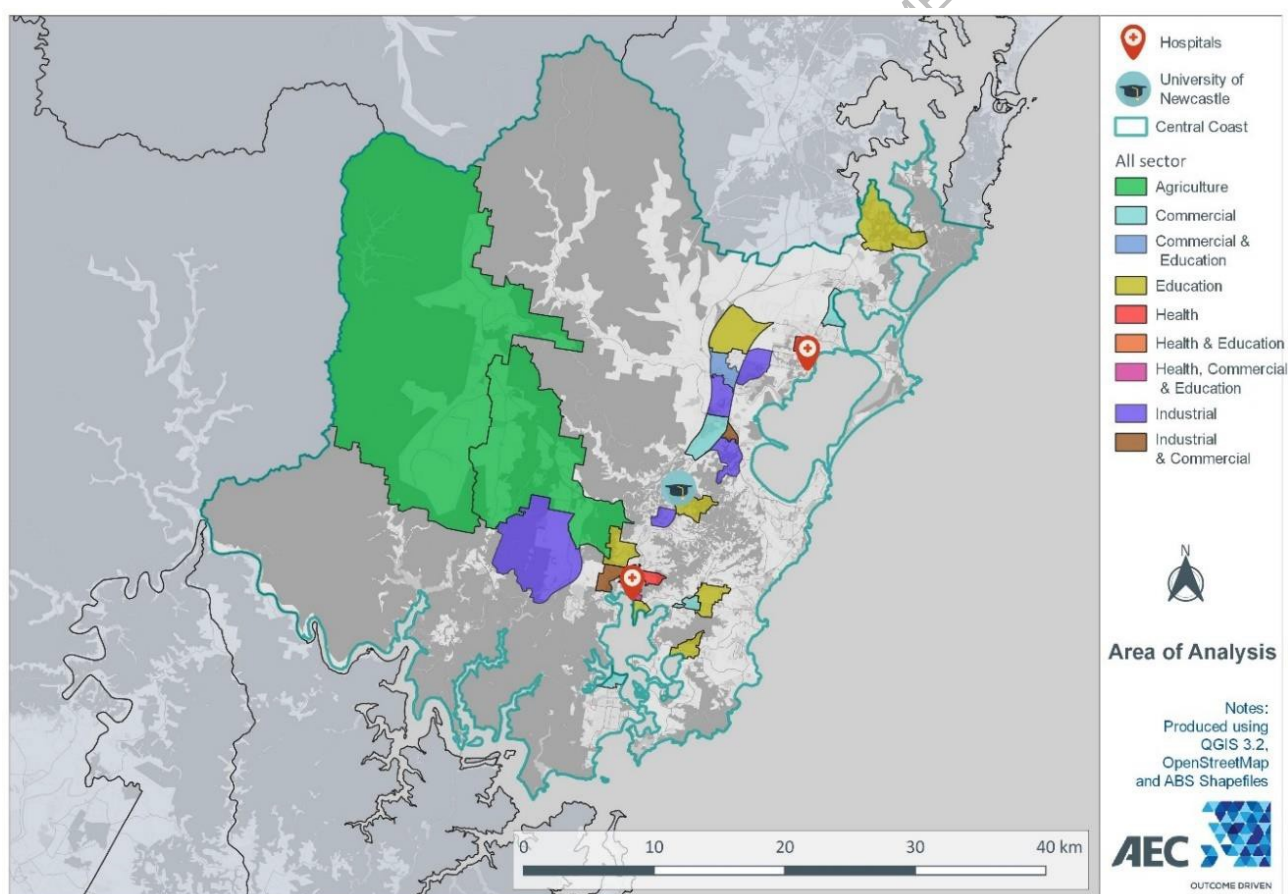 Hospitals
University of
Newcastle
Central Coast
All sector
Agriculture
Commercial
Commercial &
Education
Education
Health
Health & Education
Health, Commercial
& Education
Industrial
Industrial
& Commercial
N
Area of Analysis
Notes:
Produced using
QGIS 3.2,
OpenStreetMap
and ABS Shapefiles
0 10 20 30 40 km
AEC
OUTCOME DRIVEN